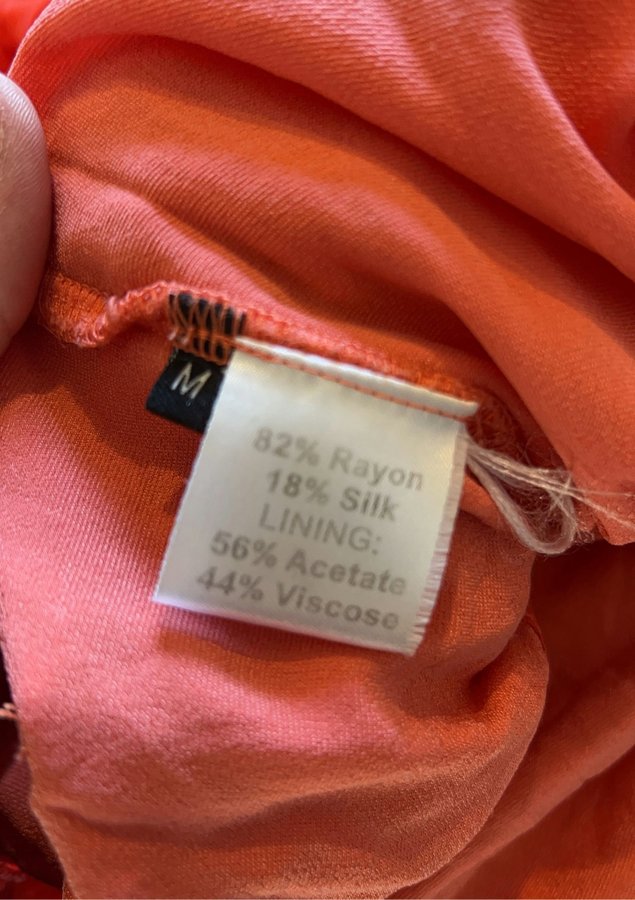 M
82% Rayon
18% Silk
LINING:
56% Acetate
44% Viscose